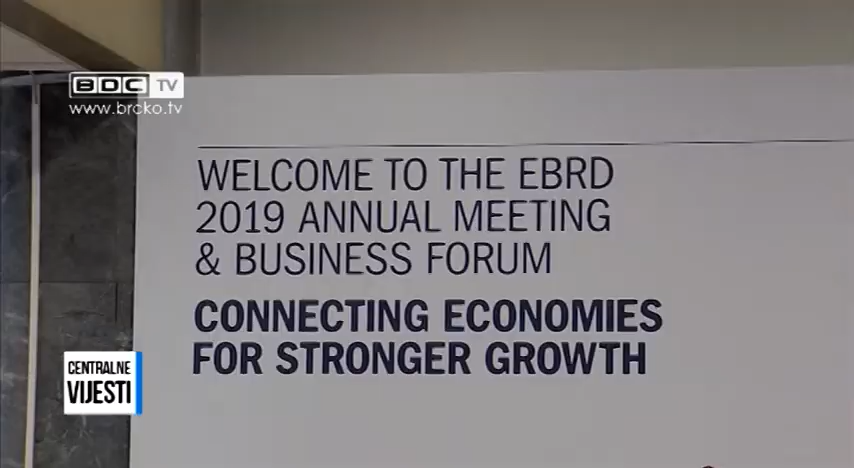 BDC TV
www.brcko.tv
WELCOME TO THE EBRD
2019 ANNUAL MEETING
& BUSINESS FORUM
CONNECTING ECONOMIES
FOR STRONGER GROWTH
CENTRALNE
VIJESTI